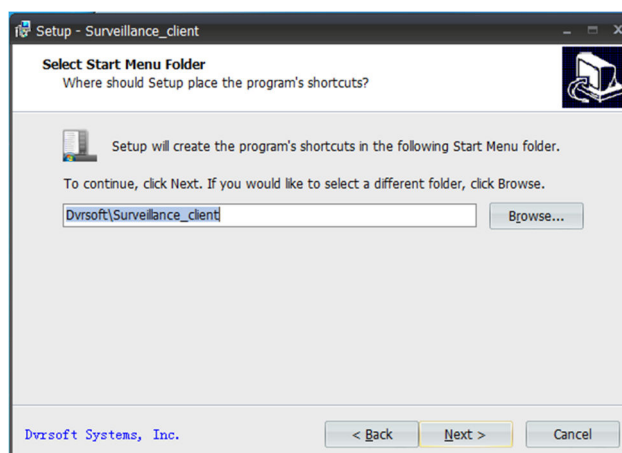 Setup - Surveillance_client
Select Start Menu Folder
Where should Setup place the program's shortcuts?
Setup will create the program's shortcuts in the following Start Menu folder.
To continue, click Next. If you would like to select a different folder, click Browse.
Dvrsoft\Surveillance_client
Browse...
Dvrsoft Systems, Inc.
< Back
Next >
Cancel